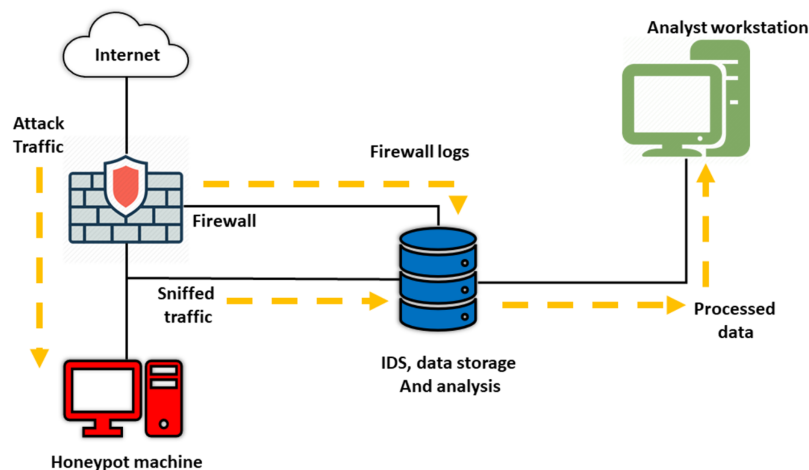 Internet
Analyst workstation
Attack
Traffic
Firewall logs
Firewall
Sniffed
traffic
Processed
data
IDS, data storage
And analysis
Honeypot machine